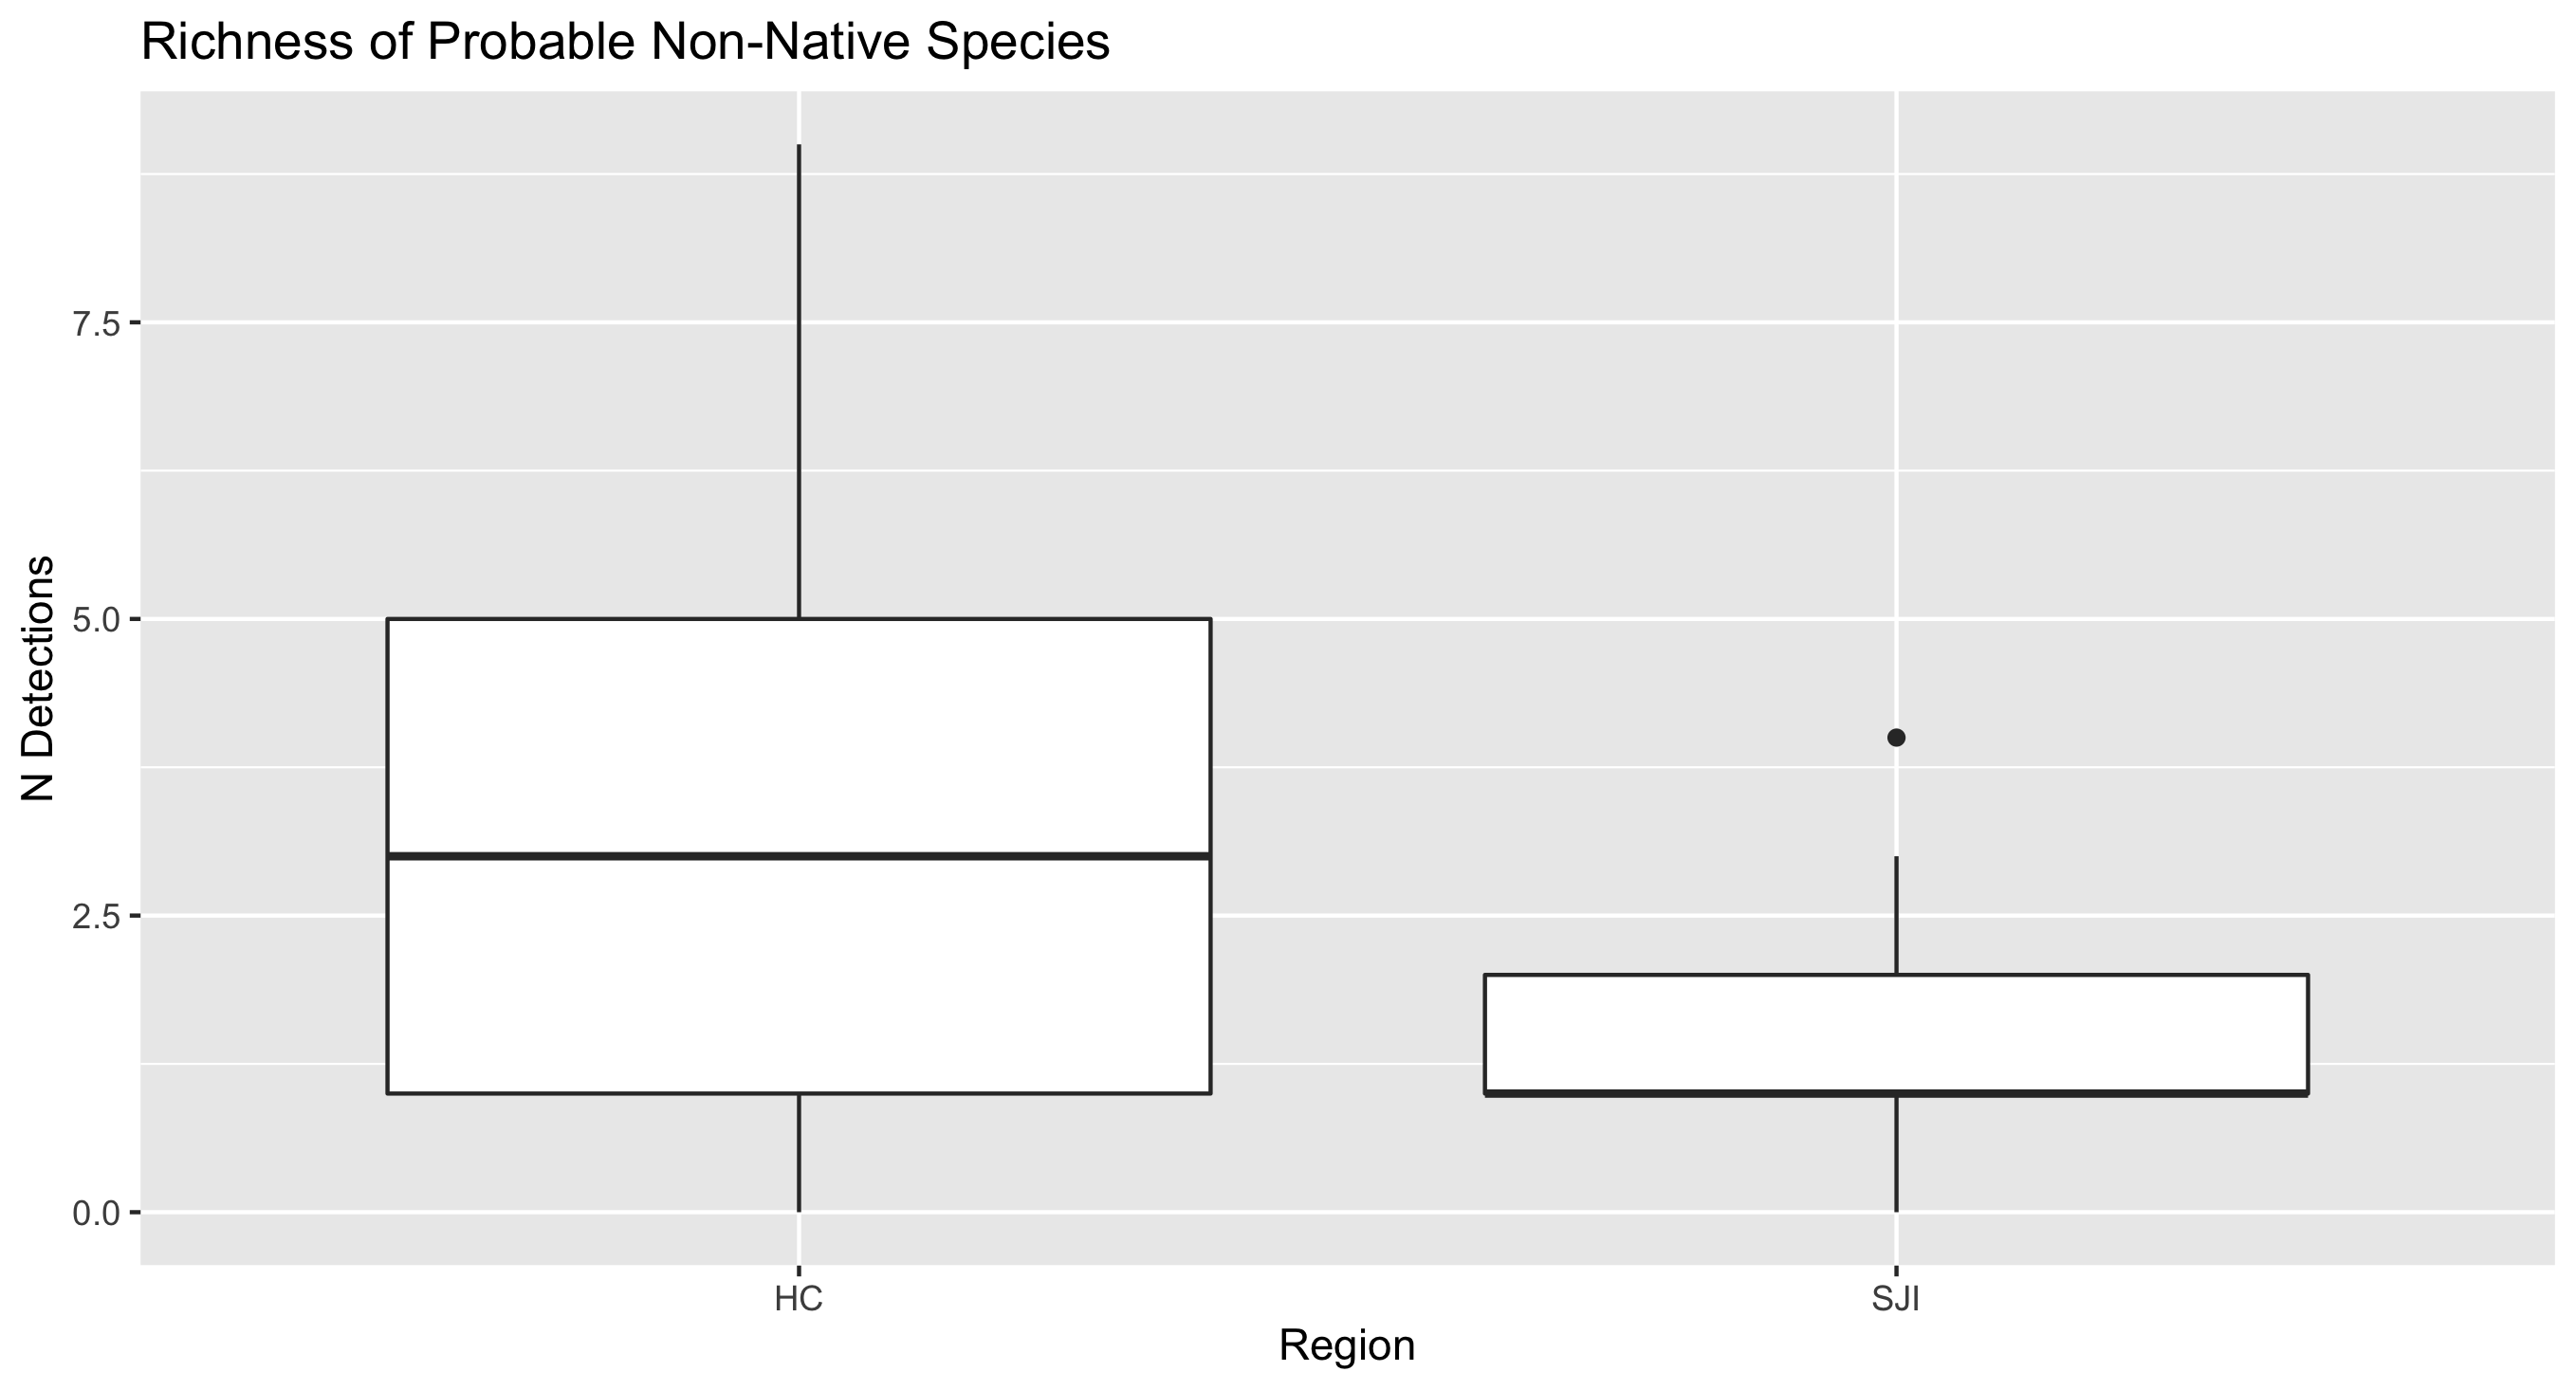 Richness of Probable Non-Native Species
N Detections
7.5
5.0
2.5
0.0
HC
SJI
Region